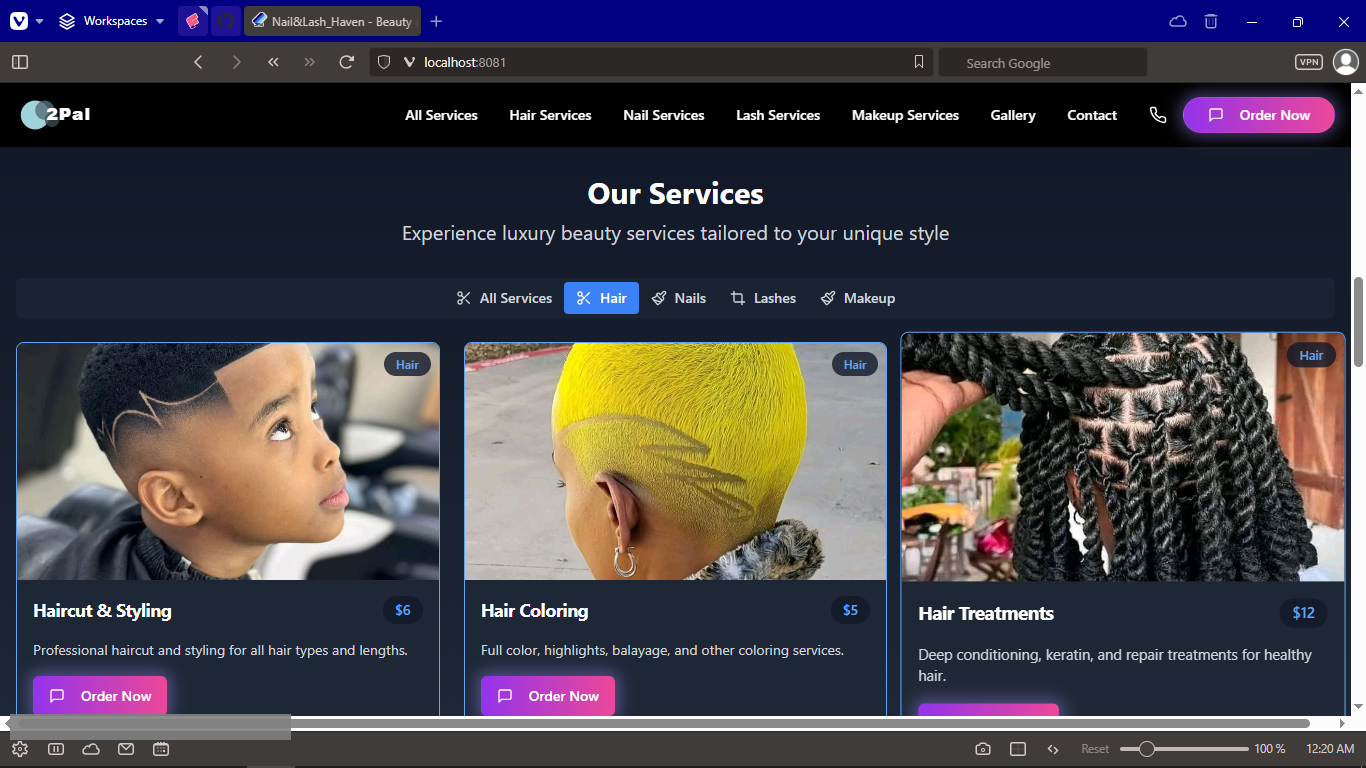 Workspaces
Nail&Lash_Haven - Beauty
localhost:8081
Search Google
VPN
2Pal
All Services
Hair Services
Nail Services
Lash Services
Makeup Services
Gallery
Contact
Order Now
Our Services
Experience luxury beauty services tailored to your unique style
All Services
Hair
Nails
Lashes
Makeup
Hair
Hair
Hair
Haircut & Styling
$6
Professional haircut and styling for all hair types and lengths.
Order Now
Hair Coloring
$5
Full color, highlights, balayage, and other coloring services.
Order Now
Hair Treatments
$12
Deep conditioning, keratin, and repair treatments for healthy
hair.
Reset
100 %
12:20 AM